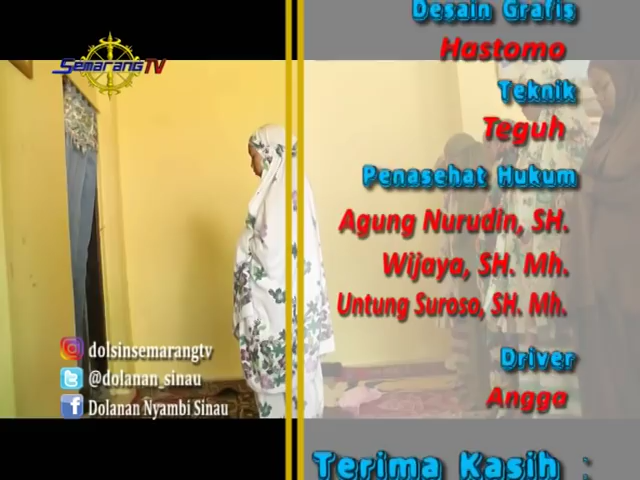 SemarangTV
Desain Grafis
Hastomo
Teknik
Teguh
Penasehat Hukum
Agung Nurudin, SH.
Wijaya, SH. Mh.
Untung Suroso, SH. Mh.
Driver
Angga
Terima Kasih :
dolsinsemarangtv
@dolanan_sinau
Dolanan Nyambi Sinau